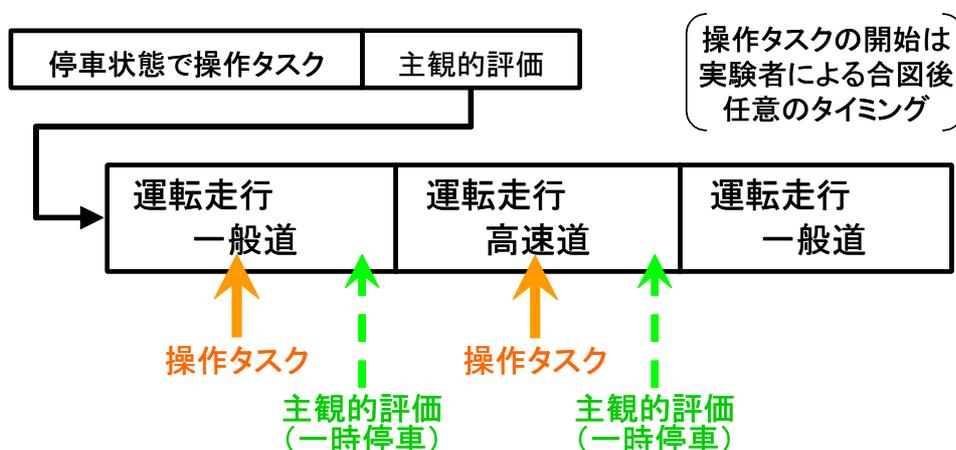 停車状態で操作タスク
主観的評価
操作タスクの開始は
実験者による合図後
任意のタイミング
運転走行
一般道
運転走行
高速道
運転走行
一般道
操作タスク
操作タスク
主観的評価
(一時停車)
主観的評価
(一時停車)